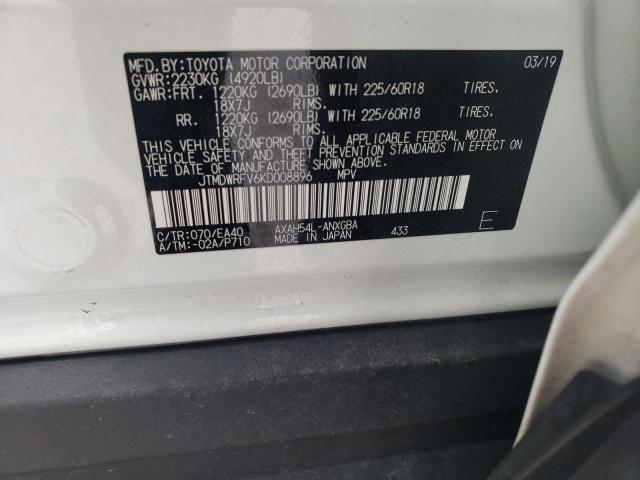 MFD.BY:TOYOTA MOTOR CORPORATION 03/19
GVWR:2230KG (4920LB)
GAWR:FRT. 1220KG (2690LB) WITH 225/60R18 TIRES.
18X7J RIMS.
RR. 1220KG (2690LB) WITH 225/60R18 TIRES.
18X7J RIMS.
THIS VEHICLE CONFORMS TO ALL APPLICABLE FEDERAL MOTOR
VEHICLE SAFETY AND THEFT PREVENTION STANDARDS IN EFFECT
ON THE DATE OF MANUFACTURE SHOWN ABOVE.
JTMDWRFV6KD008896 MPV
C/TR:070/EA40 AXAH54L-ANXGBA
A/TM:-02A/P710 MADE IN JAPAN 433 E